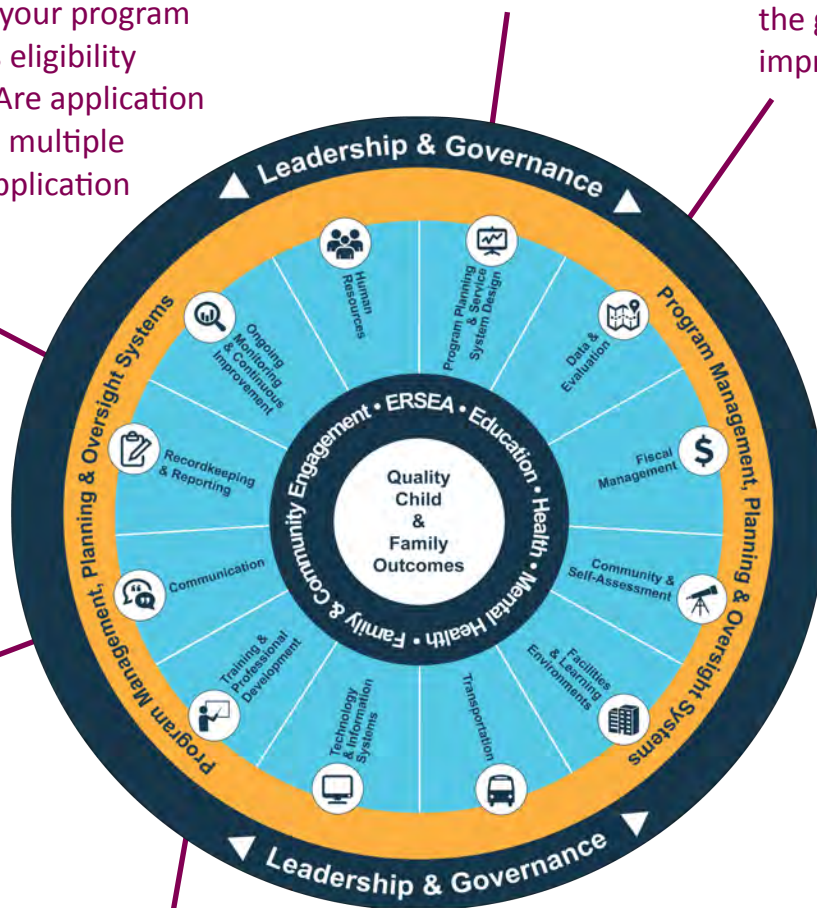 your program
s eligibility
Are application
multiple
pplication
the g
impr
Leadership & Governance
Program Management, Planning & Oversight Systems
Program Management, Planning & Oversight Systems
Human
Resources
Program Planning
& Service
System Design
Data &
Evaluation
$
Fiscal
Management
Community &
Self-Assessment
Facilities
& Learning
Environments
Transportation
Technology
& Information
Systems
Training &
Professional
Development
Communication
Recordkeeping
& Reporting
Ongoing
Monitoring
& Continuous
Improvement
ERSEA • Education • Health • Mental Health • Family & Community Engagement •
Quality
Child
&
Family
Outcomes
Leadership & Governance